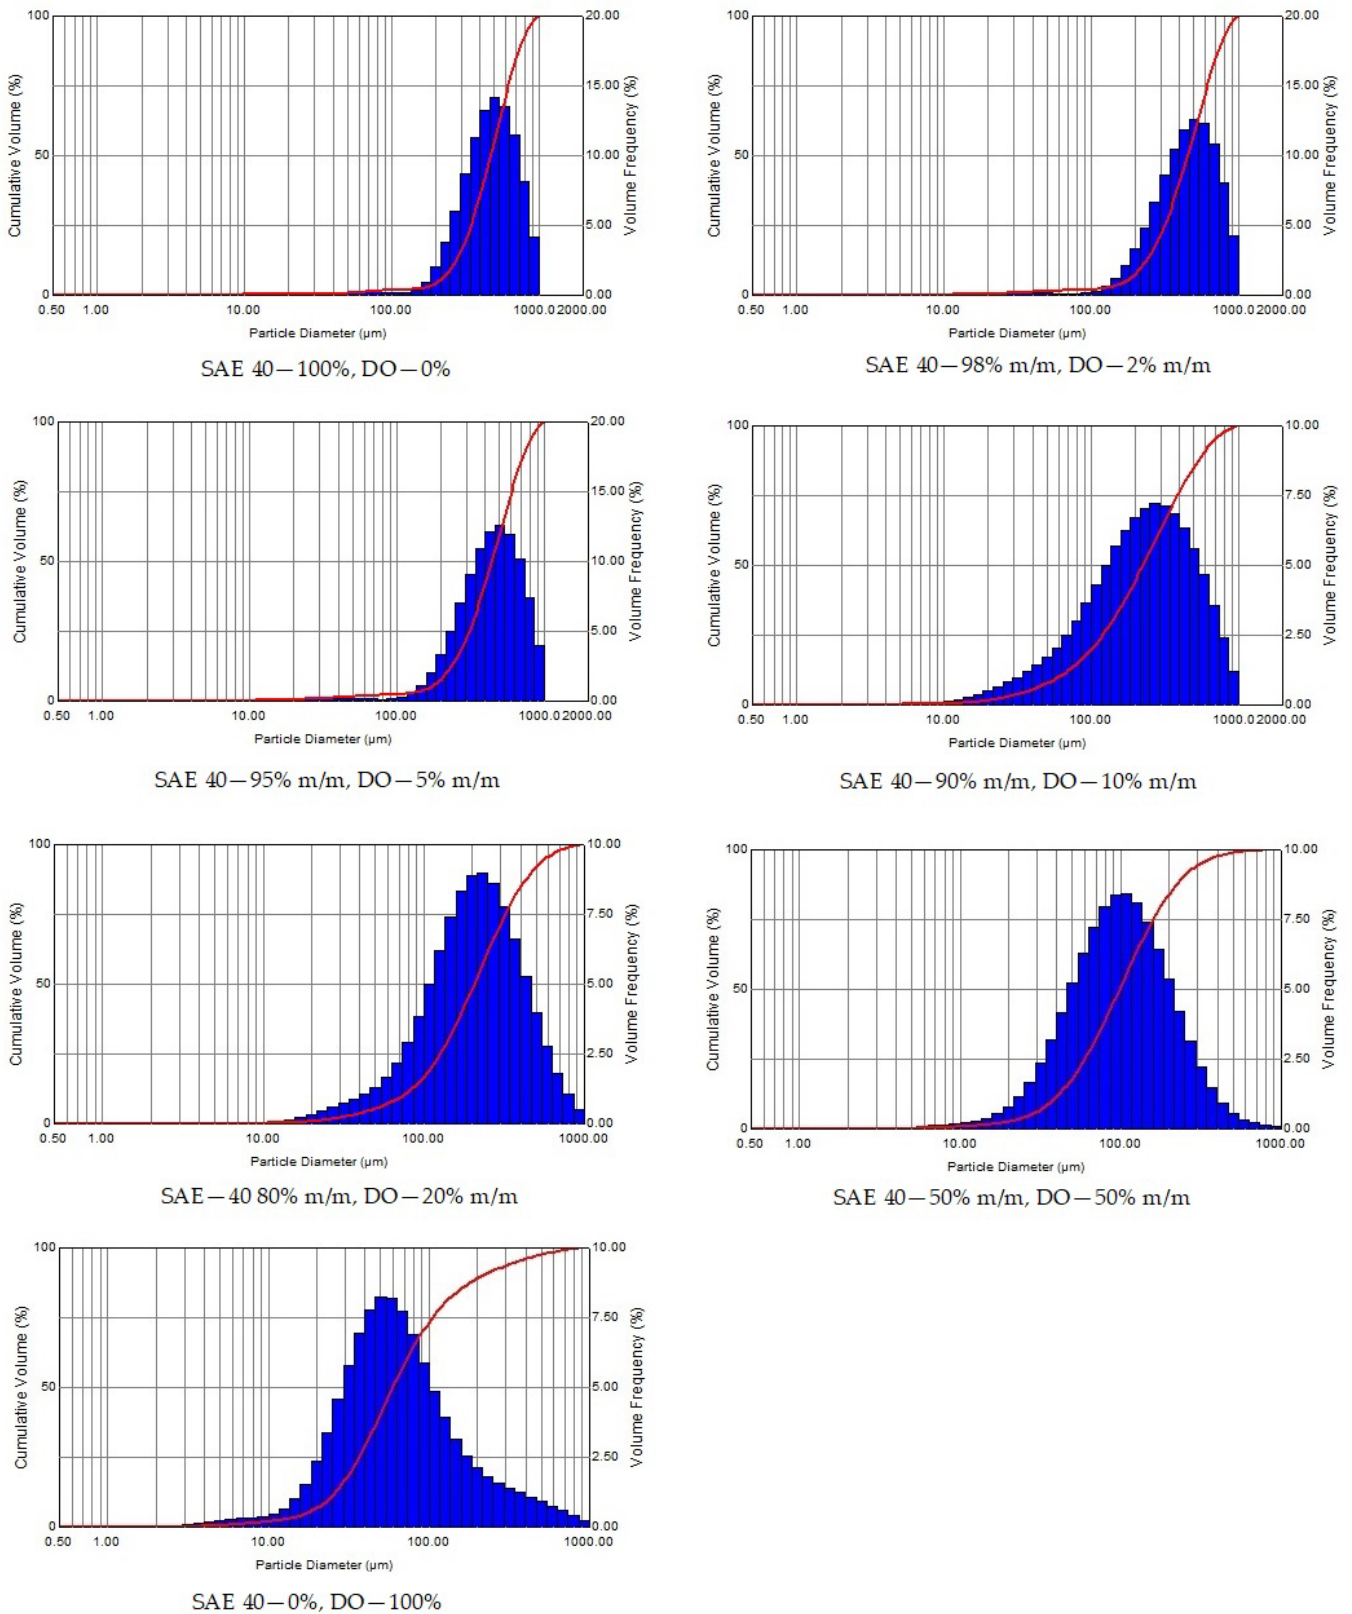 100 20.00 100 20.00
Cumulative Volume (%) 15.00 Volume Frequency (%) Cumulative Volume (%) 15.00 Volume Frequency (%)
50 10.00 50 10.00
5.00 5.00
0 0.00 0 0.00
0.50 1.00 10.00 100.00 1000.02000.00 0.50 1.00 10.00 100.00 1000.02000.00
Particle Diameter (µm) Particle Diameter (µm)
SAE 40—100%, DO—0% SAE 40—98% m/m, DO—2% m/m
100 20.00 100 10.00
Cumulative Volume (%) 15.00 Volume Frequency (%) Cumulative Volume (%) 7.50 Volume Frequency (%)
50 10.00 50 5.00
5.00 2.50
0 0.00 0 0.00
0.50 1.00 10.00 100.00 1000.02000.00 0.50 1.00 10.00 100.00 1000.02000.00
Particle Diameter (µm) Particle Diameter (µm)
SAE 40—95% m/m, DO—5% m/m SAE 40—90% m/m, DO—10% m/m
100 10.00 100 10.00
Cumulative Volume (%) 7.50 Volume Frequency (%) Cumulative Volume (%) 7.50 Volume Frequency (%)
50 5.00 50 5.00
2.50 2.50
0 0.00 0 0.00
0.50 1.00 10.00 100.00 1000.00 0.50 1.00 10.00 100.00 1000.00
Particle Diameter (µm) Particle Diameter (µm)
SAE—40 80% m/m, DO—20% m/m SAE 40—50% m/m, DO—50% m/m
100 10.00
Cumulative Volume (%) 7.50 Volume Frequency (%)
50 5.00
2.50
0 0.00
0.50 1.00 10.00 100.00 1000.00
Particle Diameter (µm)
SAE 40—0%, DO—100%